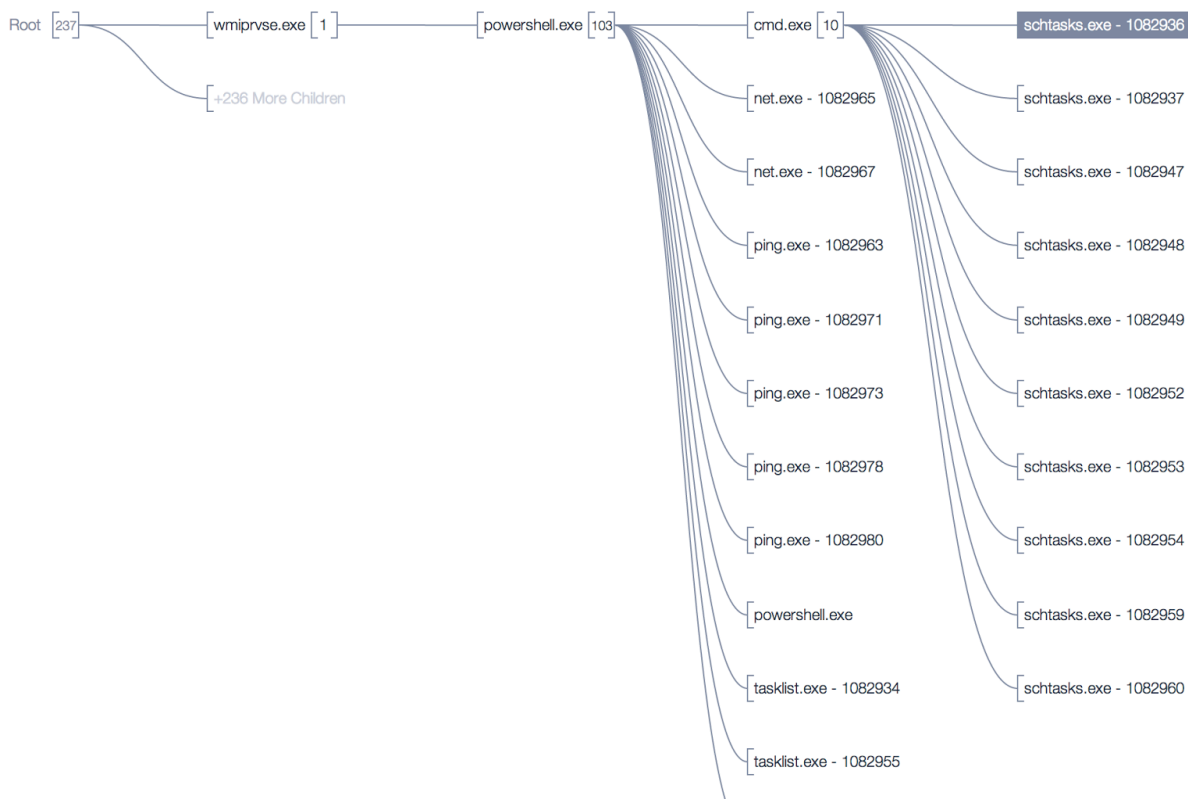 Root [237] wmiprvse.exe [1] powershell.exe [103] cmd.exe [10] schtasks.exe - 1082936
+236 More Children net.exe - 1082965 schtasks.exe - 1082937
net.exe - 1082967 schtasks.exe - 1082947
ping.exe - 1082963 schtasks.exe - 1082948
ping.exe - 1082971 schtasks.exe - 1082949
ping.exe - 1082973 schtasks.exe - 1082952
ping.exe - 1082978 schtasks.exe - 1082953
ping.exe - 1082980 schtasks.exe - 1082954
powershell.exe schtasks.exe - 1082959
tasklist.exe - 1082934 schtasks.exe - 1082960
tasklist.exe - 1082955